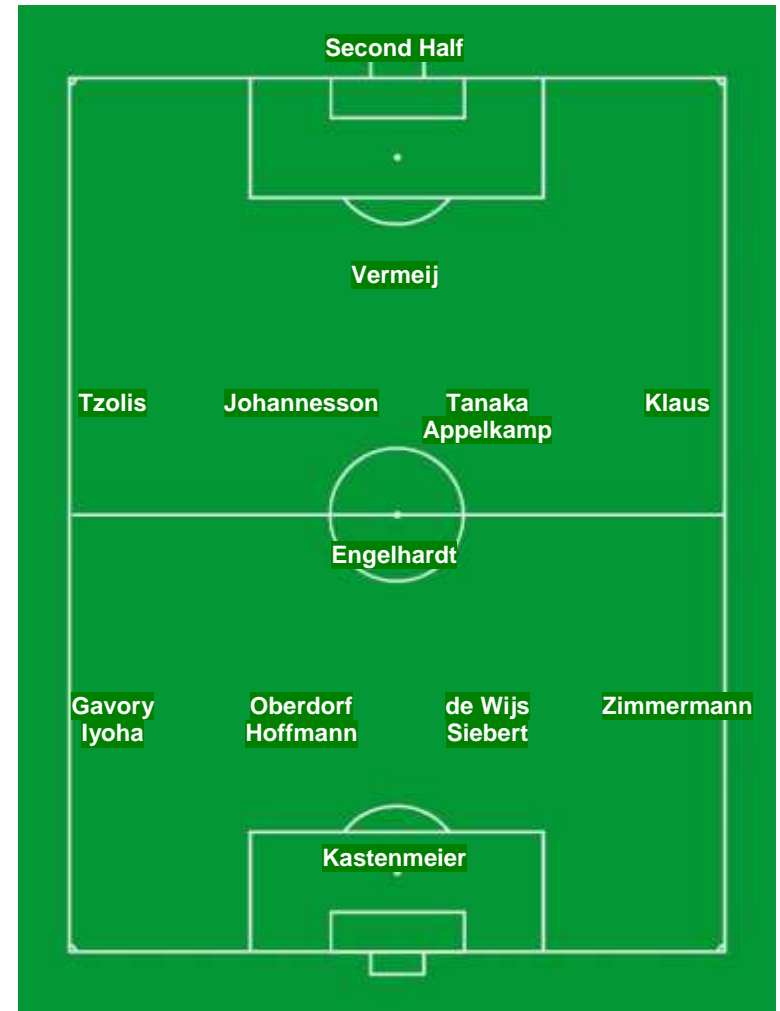 Second Half
Vermeij
Tzolis Johannesson Tanaka Klaus
Appelkamp
Engelhardt
Gavory Oberdorf de Wijs Zimmermann
Iyoha Hoffmann Siebert
Kastenmeier